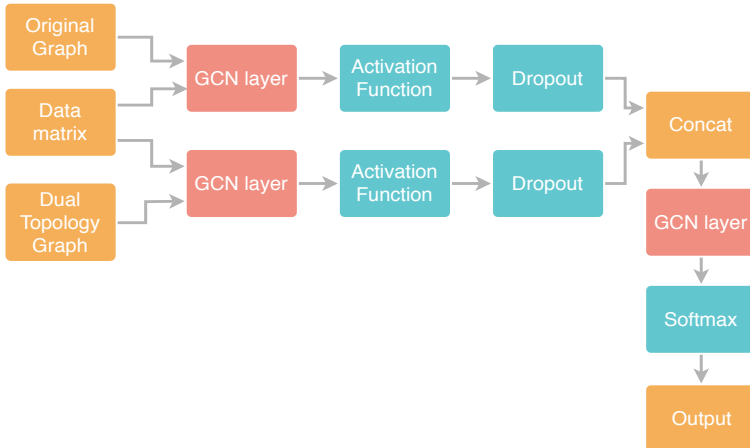 Original
Graph
Data
matrix
Dual
Topology
Graph
GCN layer
Activation
Function
Dropout
GCN layer
Activation
Function
Dropout
Concat
GCN layer
Softmax
Output